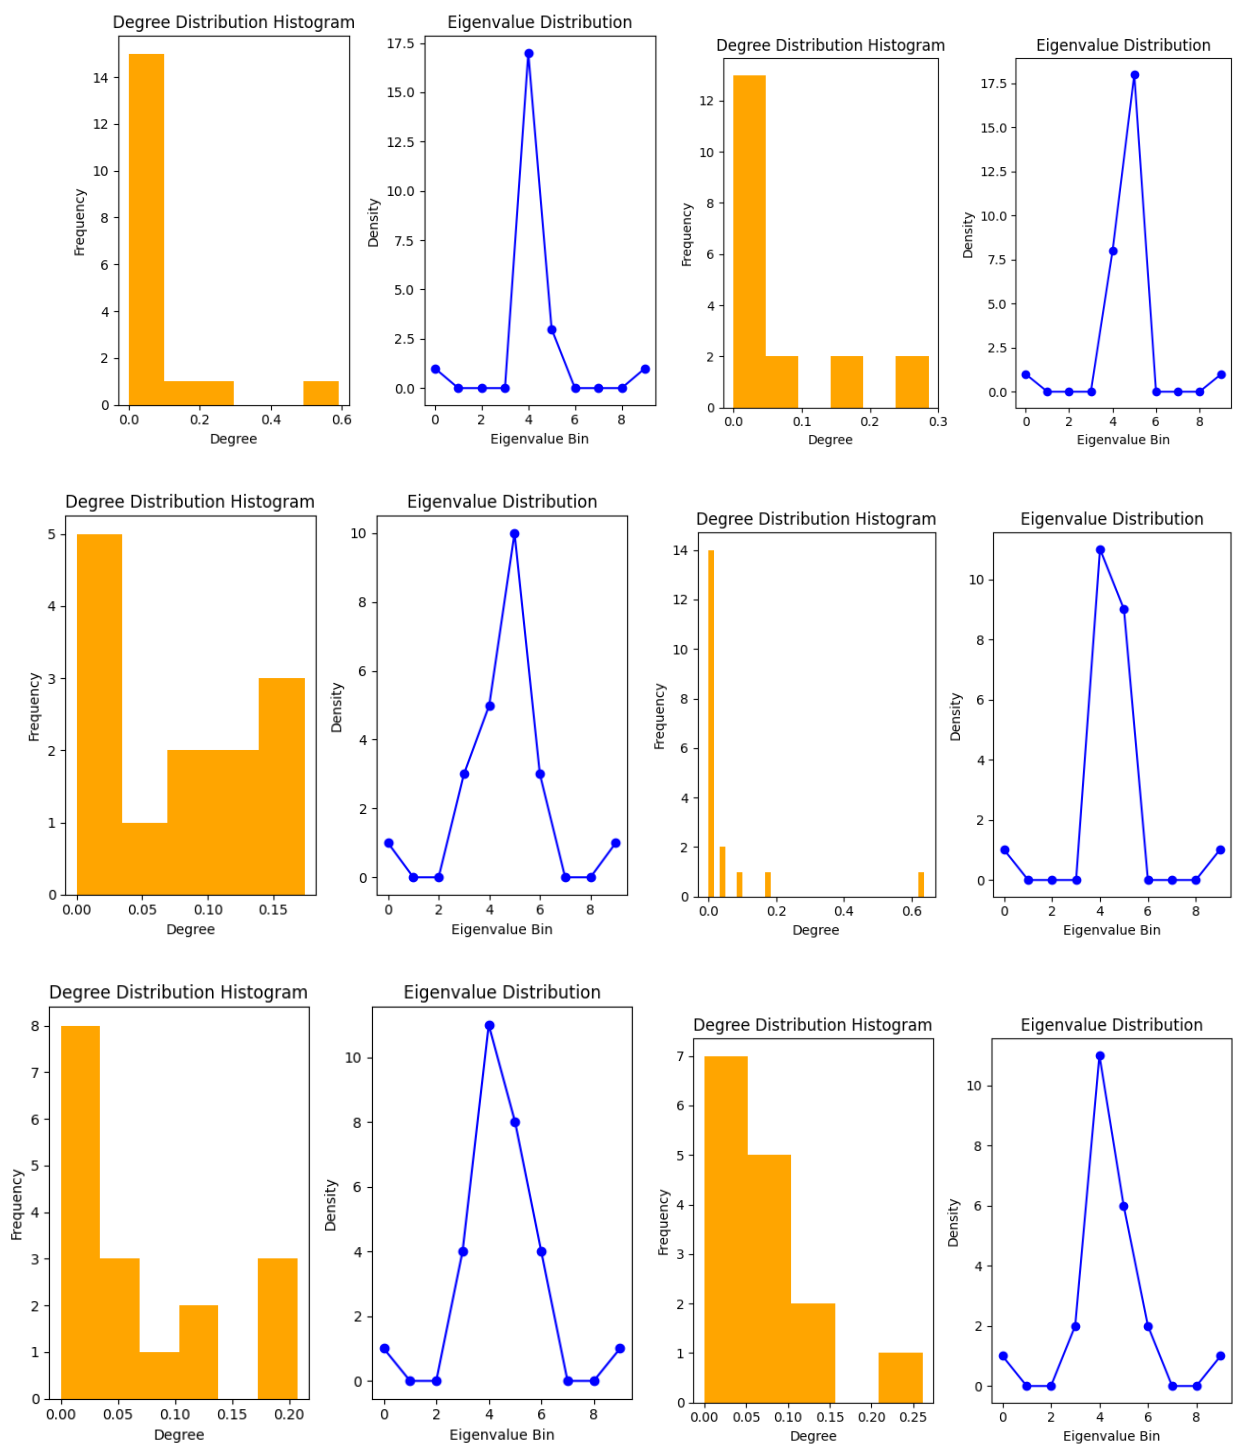 Degree Distribution Histogram
Frequency
14
12
10
8
6
4
2
0
0.0 0.2 0.4 0.6
Degree
Eigenvalue Distribution
Density
17.5
15.0
12.5
10.0
7.5
5.0
2.5
0.0
0 2 4 6 8
Eigenvalue Bin
Degree Distribution Histogram
Frequency
12
10
8
6
4
2
0
0.0 0.1 0.2 0.3
Degree
Eigenvalue Distribution
Density
17.5
15.0
12.5
10.0
7.5
5.0
2.5
0.0
0 2 4 6 8
Eigenvalue Bin
Degree Distribution Histogram
Frequency
5
4
3
2
1
0
0.00 0.05 0.10 0.15
Degree
Eigenvalue Distribution
Density
10
8
6
4
2
0
0 2 4 6 8
Eigenvalue Bin
Degree Distribution Histogram
Frequency
14
12
10
8
6
4
2
0
0.0 0.2 0.4 0.6
Degree
Eigenvalue Distribution
Density
10
8
6
4
2
0
0 2 4 6 8
Eigenvalue Bin
Degree Distribution Histogram
Frequency
8
7
6
5
4
3
2
1
0
0.00 0.05 0.10 0.15 0.20
Degree
Eigenvalue Distribution
Density
10
8
6
4
2
0
0 2 4 6 8
Eigenvalue Bin
Degree Distribution Histogram
Frequency
7
6
5
4
3
2
1
0
0.00 0.05 0.10 0.15 0.20 0.25
Degree
Eigenvalue Distribution
Density
10
8
6
4
2
0
0 2 4 6 8
Eigenvalue Bin